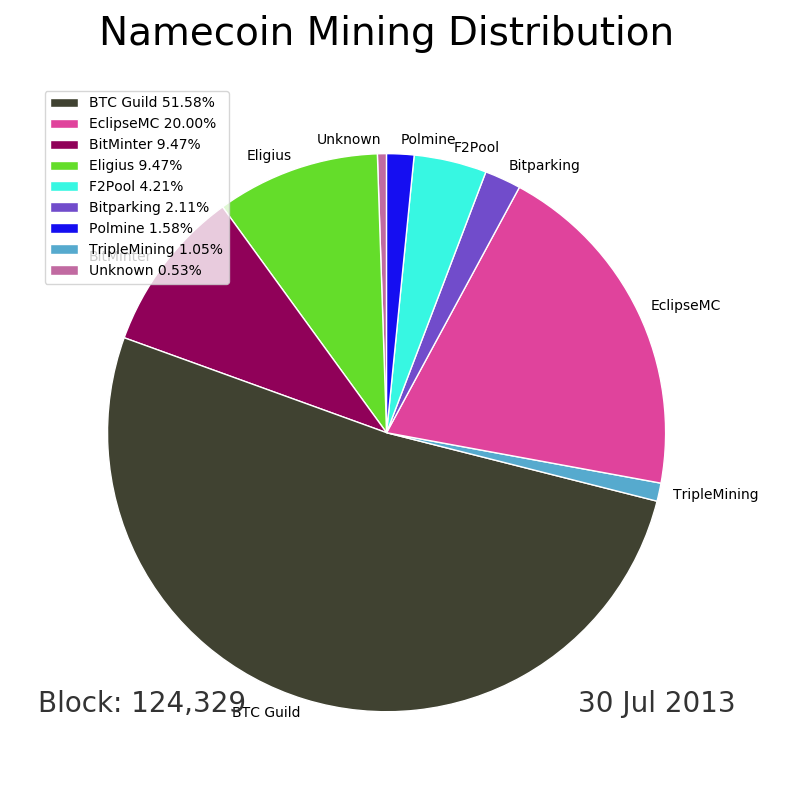 Namecoin Mining Distribution
BTC Guild 51.58%
EclipseMC 20.00%
BitMinter 9.47%
Eligius 9.47%
F2Pool 4.21%
Bitparking 2.11%
Polmine 1.58%
TripleMining 1.05%
Unknown 0.53%
Unknown
Polmine
F2Pool
Eligius
Bitparking
BitMinter
EclipseMC
TripleMining
Block: 124,329
30 Jul 2013
BTC Guild